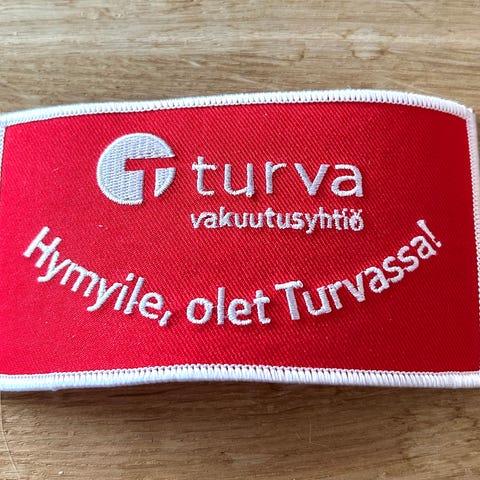 turva
vakuutusyhtiö
Hymyile, olet Turvassa!